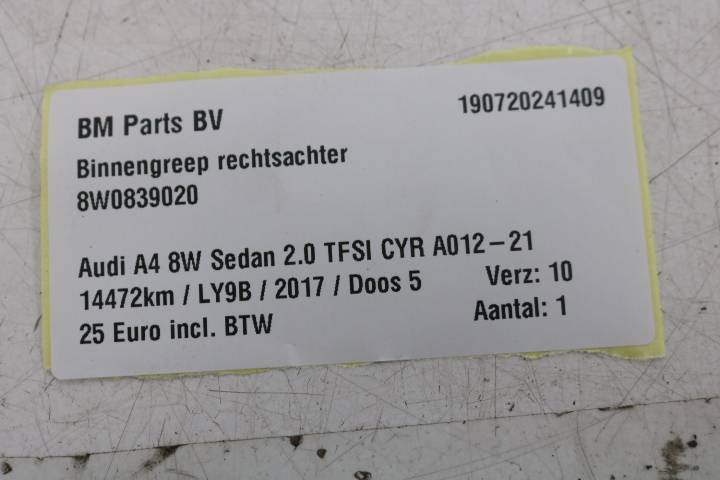 BM Parts BV 190720241409
Binnengreep rechtsachter
8W0839020
Audi A4 8W Sedan 2.0 TFSI CYR A012-21
14472km / LY9B / 2017 / Doos 5 Verz: 10
25 Euro incl. BTW Aantal: 1